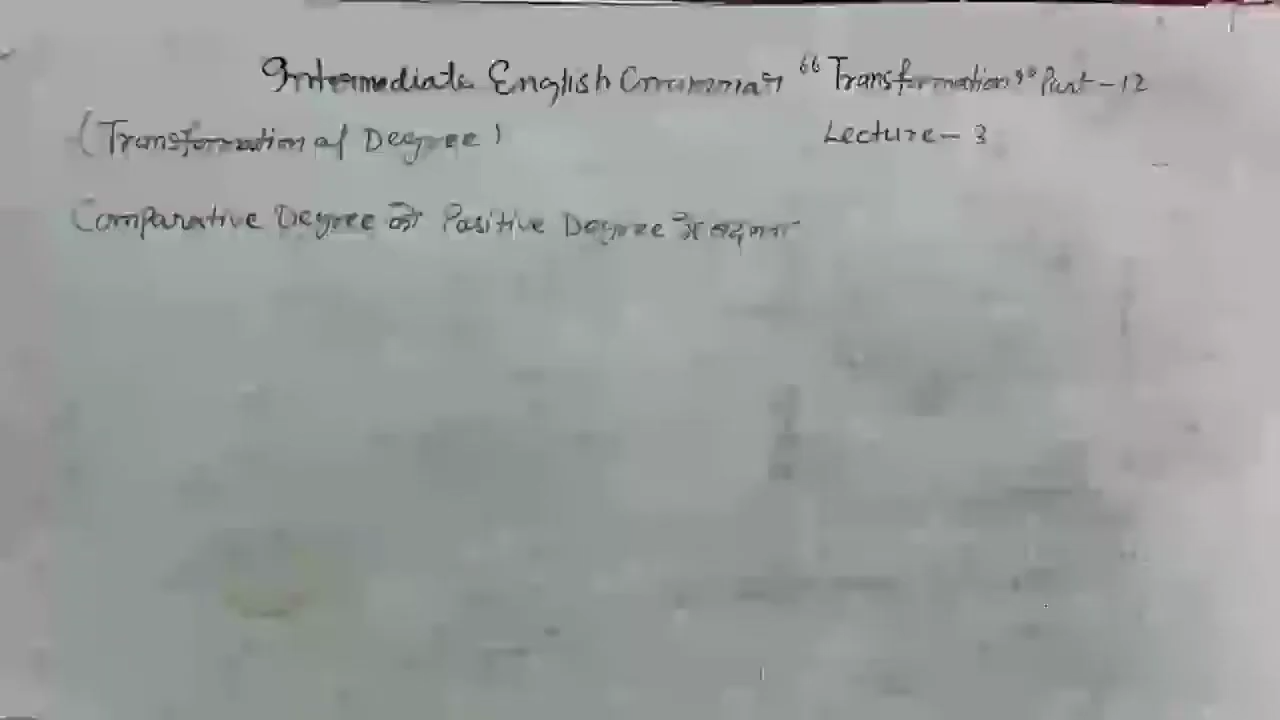 Intermediate English Grammar "Transformation" Part-12
(Transformation of Degree) Lecture-3
Comparative Degree को Positive Degree में बदलना